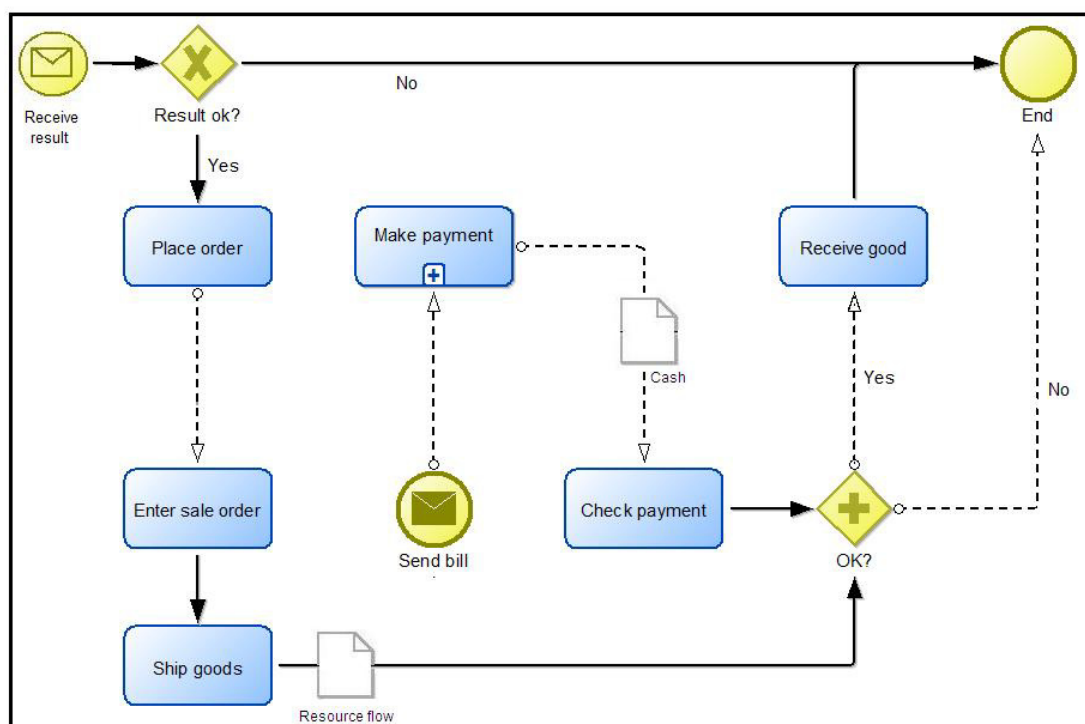 Receive
result
Result ok?
No
End
Yes
Place order
Make payment
Receive good
Cash
Yes
No
Enter sale order
Send bill
Check payment
OK?
Ship goods
Resource flow